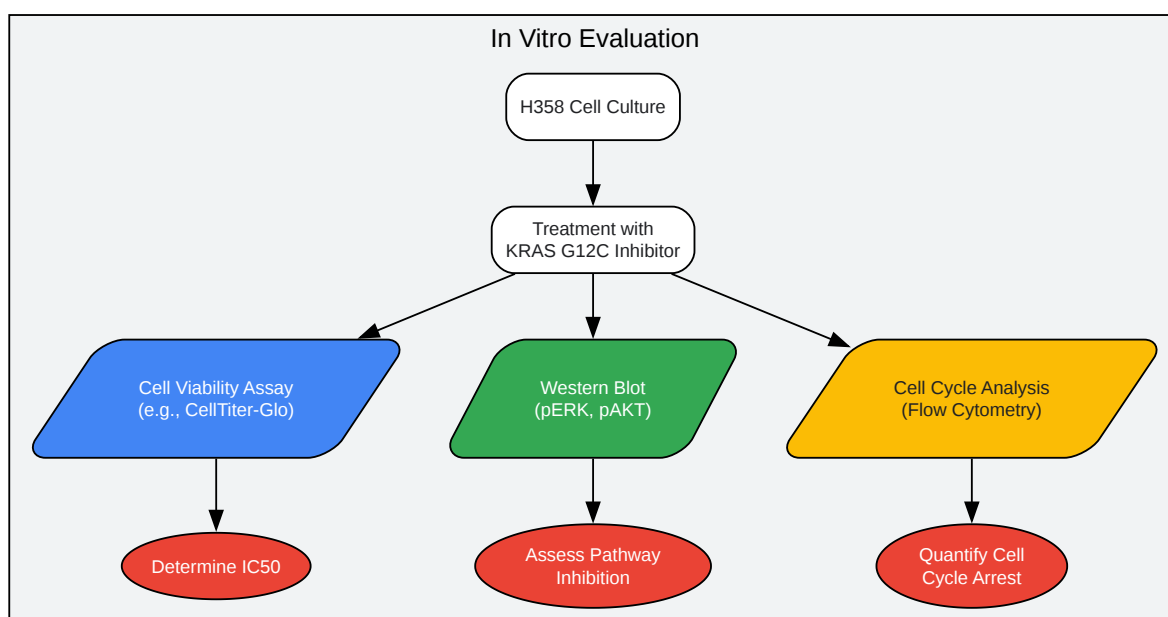 In Vitro Evaluation
H358 Cell Culture
Treatment with
KRAS G12C Inhibitor
Cell Viability Assay
(e.g., CellTiter-Glo)
Western Blot
(pERK, pAKT)
Cell Cycle Analysis
(Flow Cytometry)
Determine IC50
Assess Pathway
Inhibition
Quantify Cell
Cycle Arrest